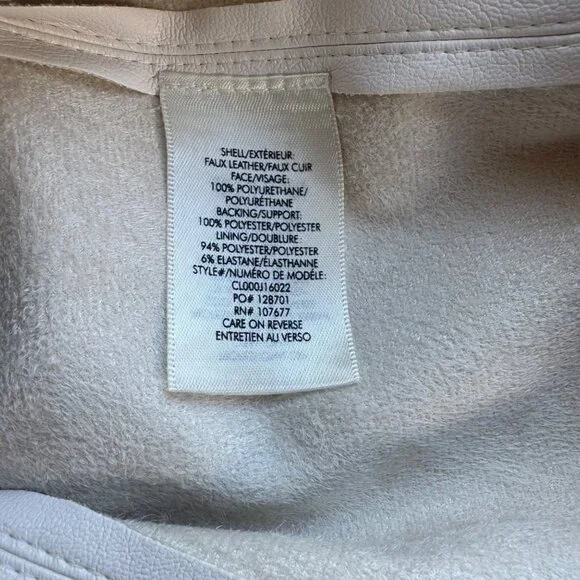 SHELL/EXTÉRIEUR:
FAUX LEATHER/FAUX CUIR
FACE/VISAGE:
100% POLYURETHANE/
POLYURÉTHANE
BACKING/SUPPORT:
100% POLYESTER/POLYESTER
LINING/DOUBLURE:
94% POLYESTER/POLYESTER
6% ELASTANE/ÉLASTHANNE
STYLE#/NUMÉRO DE MODÈLE:
CL000J16022
PO# 12B701
RN# 107677
CARE ON REVERSE
ENTRETIEN AU VERSO